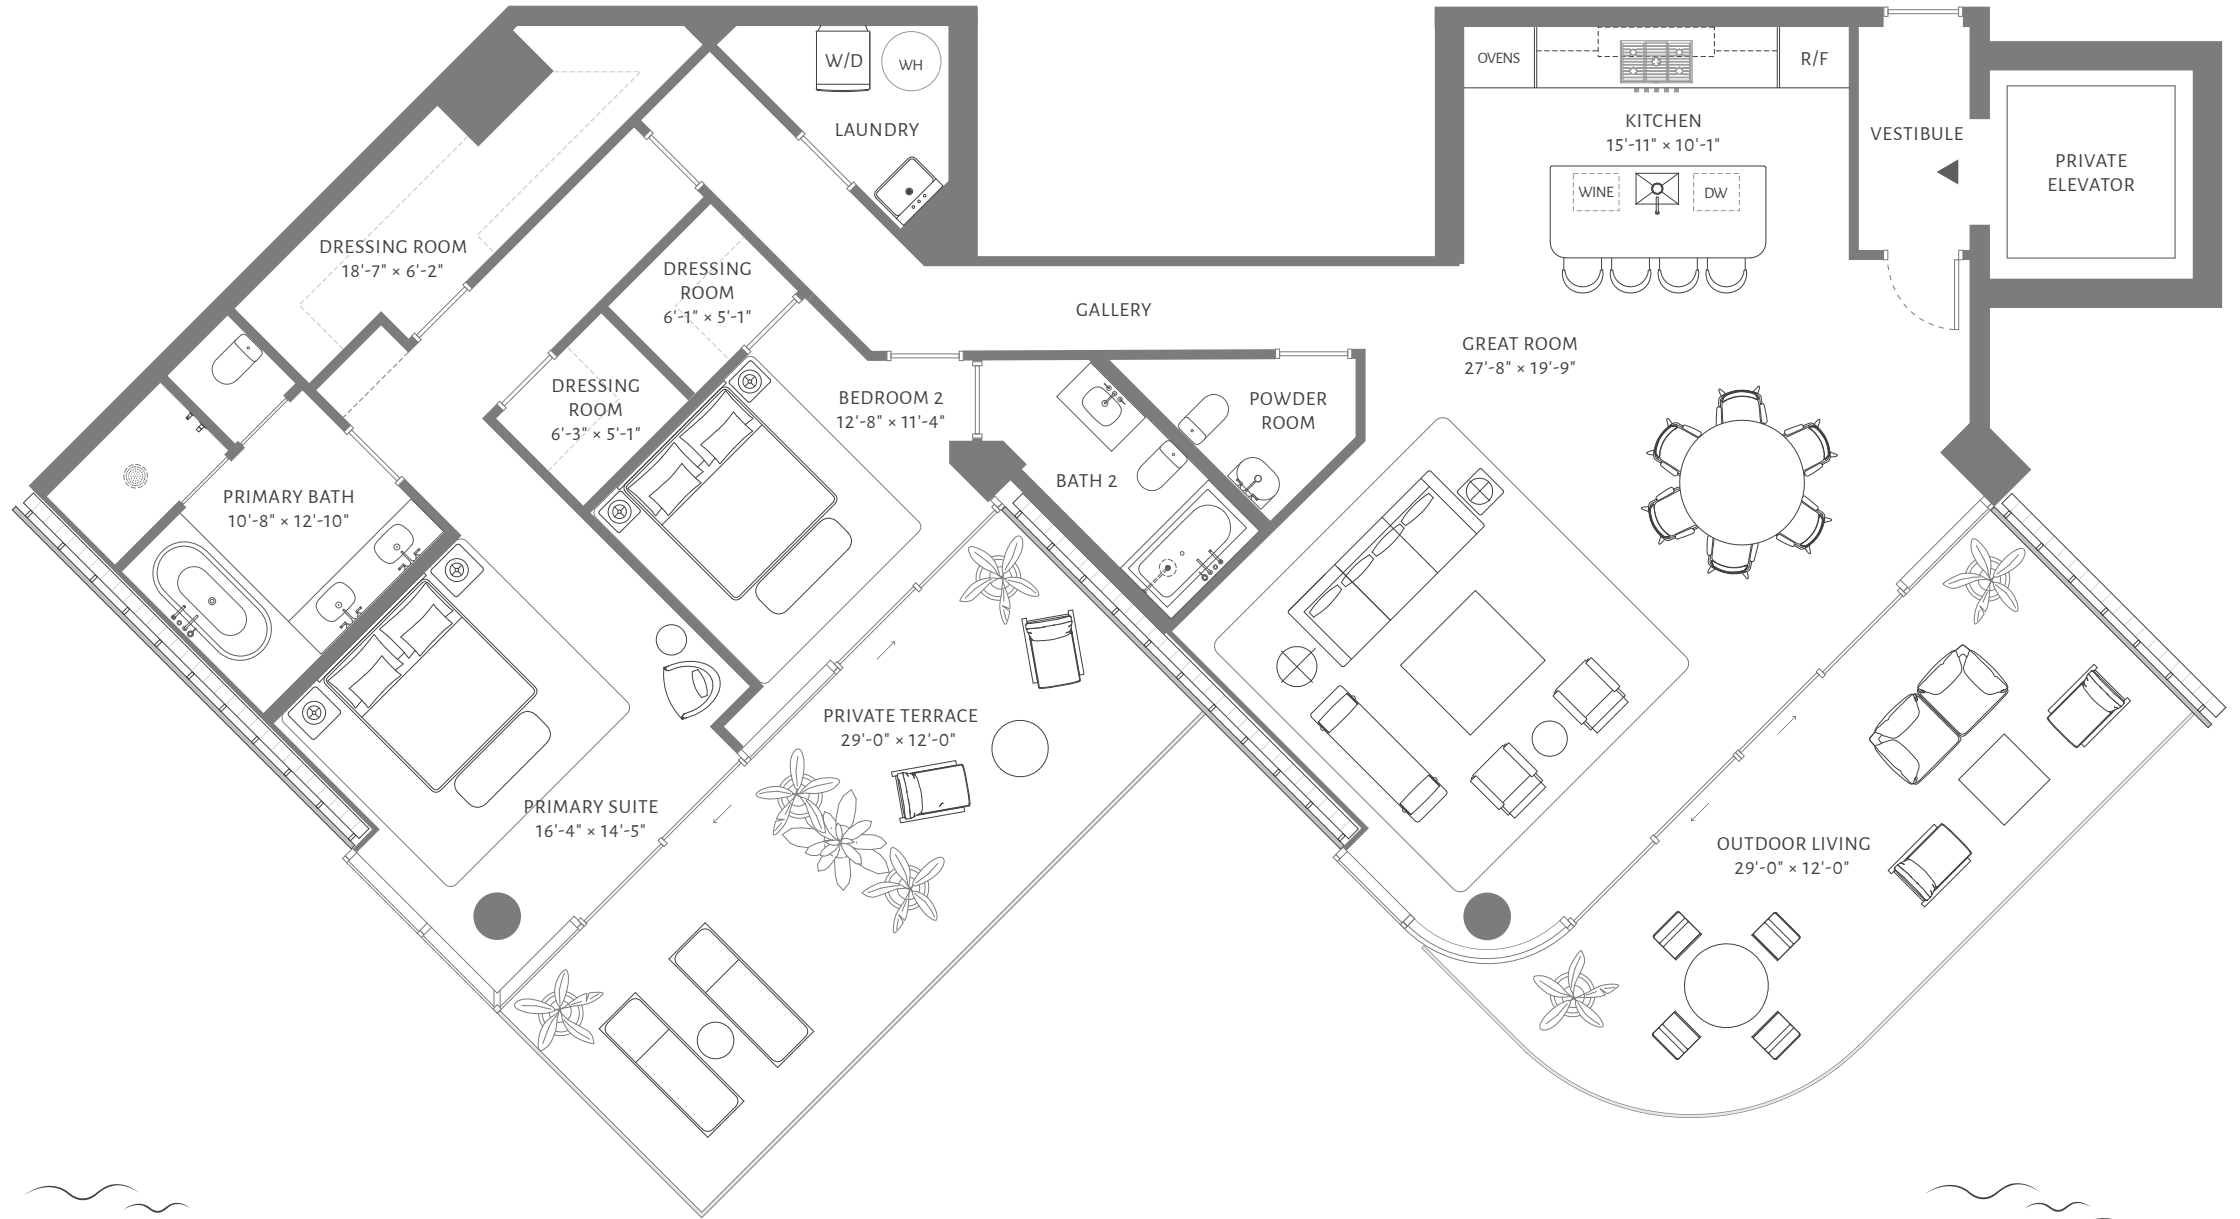 W/D
WH
LAUNDRY
OVENS
R/F
KITCHEN
15'-11" × 10'-1"
WINE
DW
VESTIBULE
PRIVATE
ELEVATOR
DRESSING ROOM
18'-7" × 6'-2"
DRESSING
ROOM
6'-1" × 5'-1"
GALLERY
GREAT ROOM
27'-8" × 19'-9"
DRESSING
ROOM
6'-3" × 5'-1"
BEDROOM 2
12'-8" × 11'-4"
POWDER
ROOM
BATH 2
PRIMARY BATH
10'-8" × 12'-10"
PRIVATE TERRACE
29'-0" × 12'-0"
PRIMARY SUITE
16'-4" × 14'-5"
OUTDOOR LIVING
29'-0" × 12'-0"